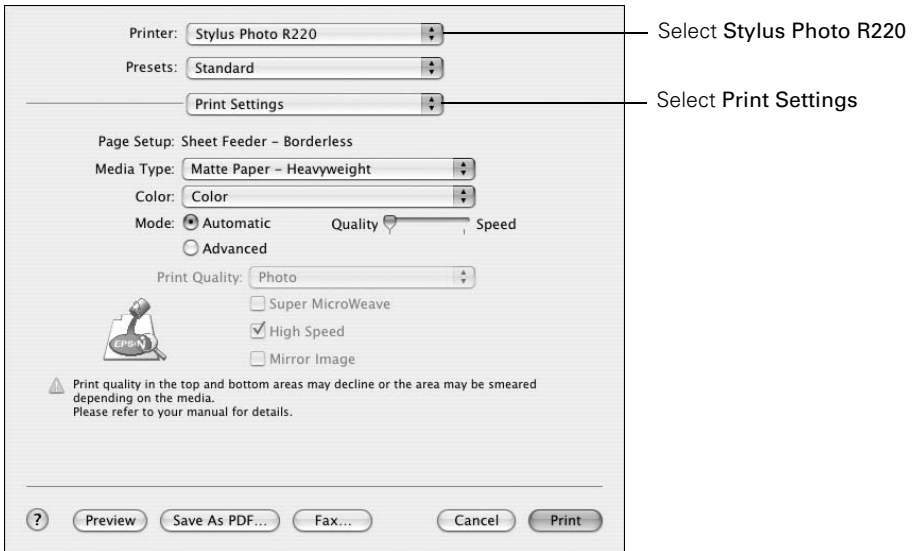 Printer: Stylus Photo R220 Select Stylus Photo R220
Presets: Standard
Print Settings Select Print Settings
Page Setup: Sheet Feeder – Borderless
Media Type: Matte Paper – Heavyweight
Color: Color
Mode: Automatic Quality Speed
Advanced
Print Quality: Photo
Super MicroWeave
High Speed
Mirror Image
EPSON
Print quality in the top and bottom areas may decline or the area may be smeared
depending on the media.
Please refer to your manual for details.
? Preview Save As PDF... Fax... Cancel Print